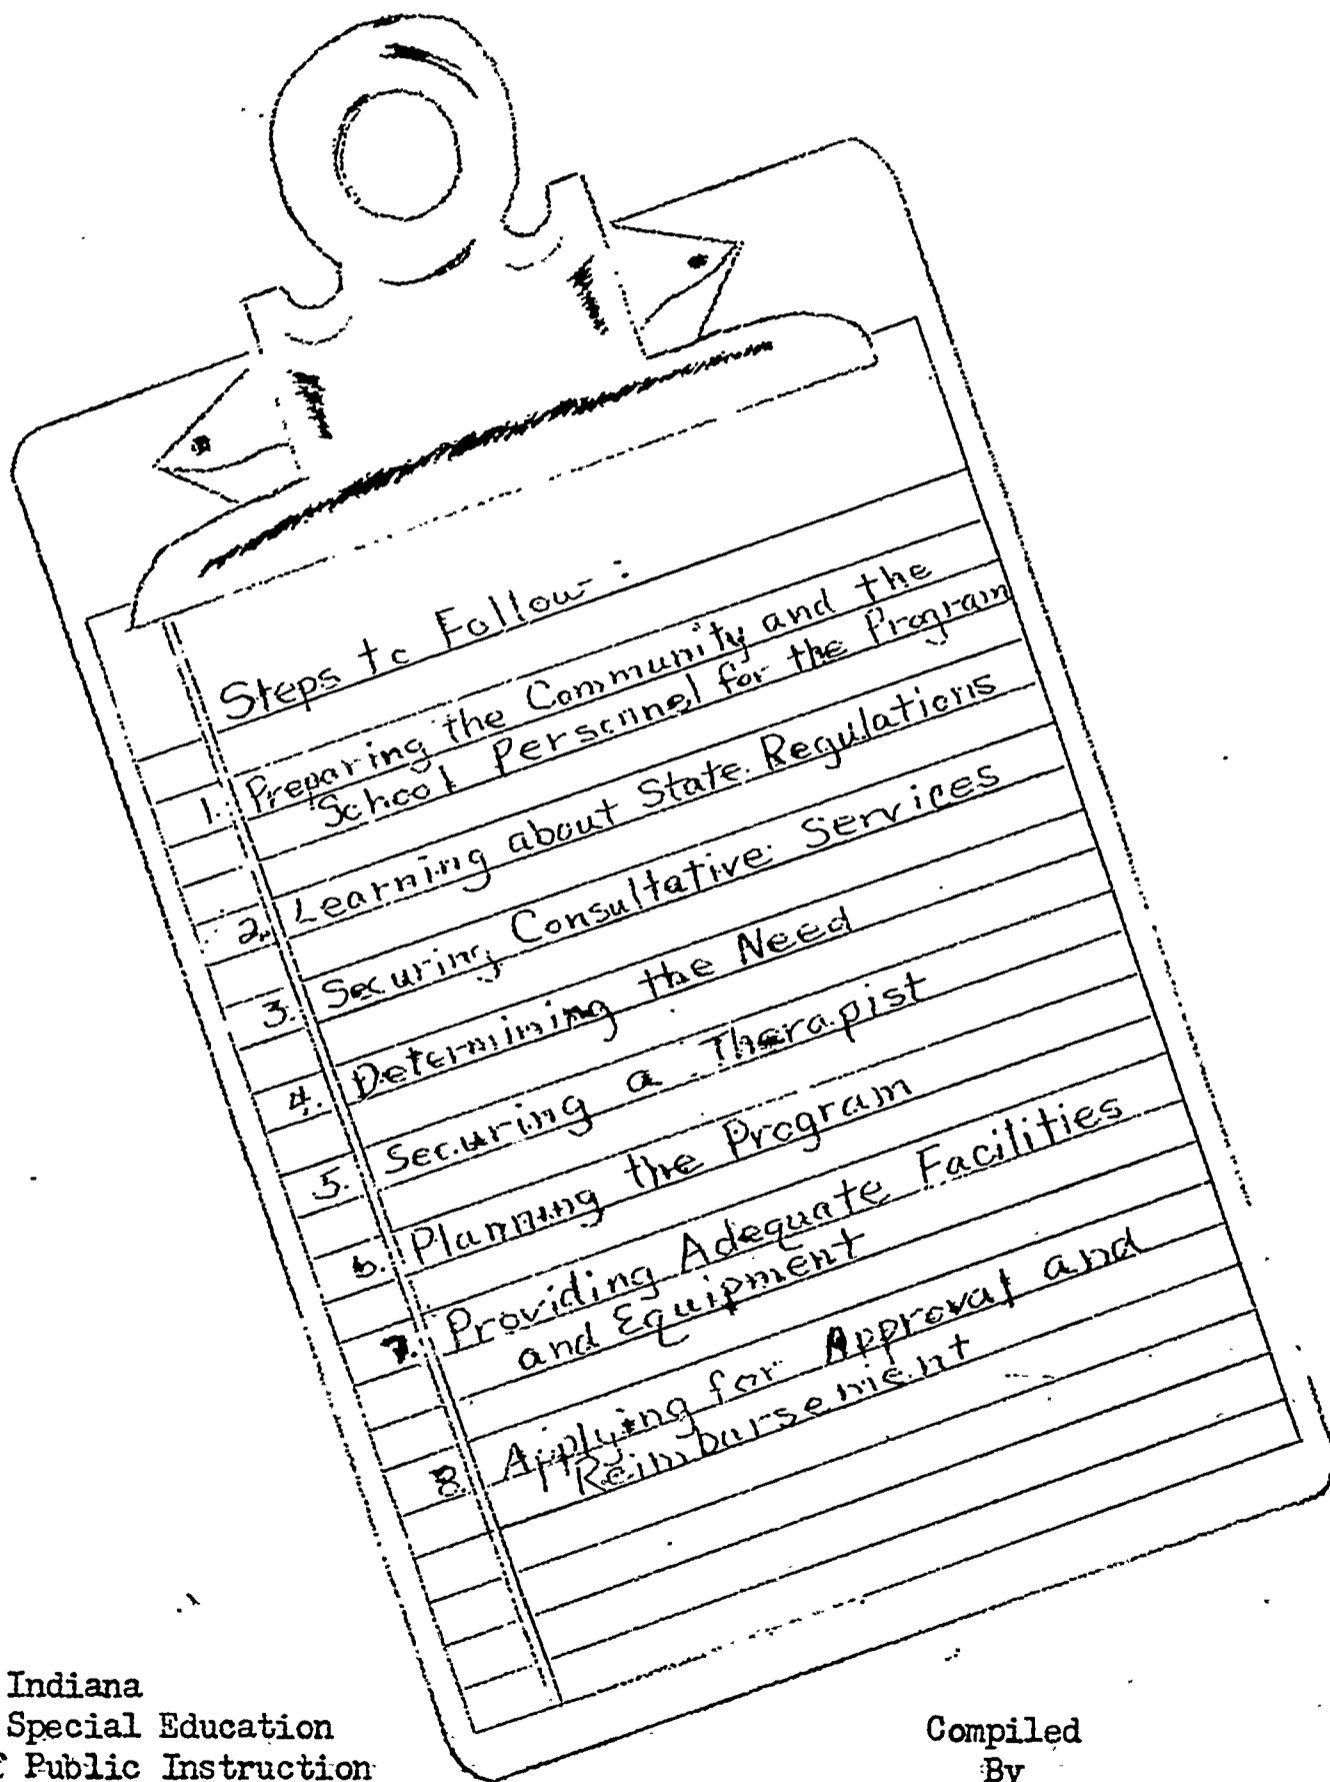 Steps to Follow:
1. Preparing the Community and the
School Personnel for the Program
2. Learning about State Regulations
3. Securing Consultative Services
4. Determining the Need
5. Securing a Therapist
6. Planning the Program
7. Providing Adequate Facilities
and Equipment
8. Applying for Approval and
Reimbursement
Indiana
Special Education
Public Instruction
Compiled
By